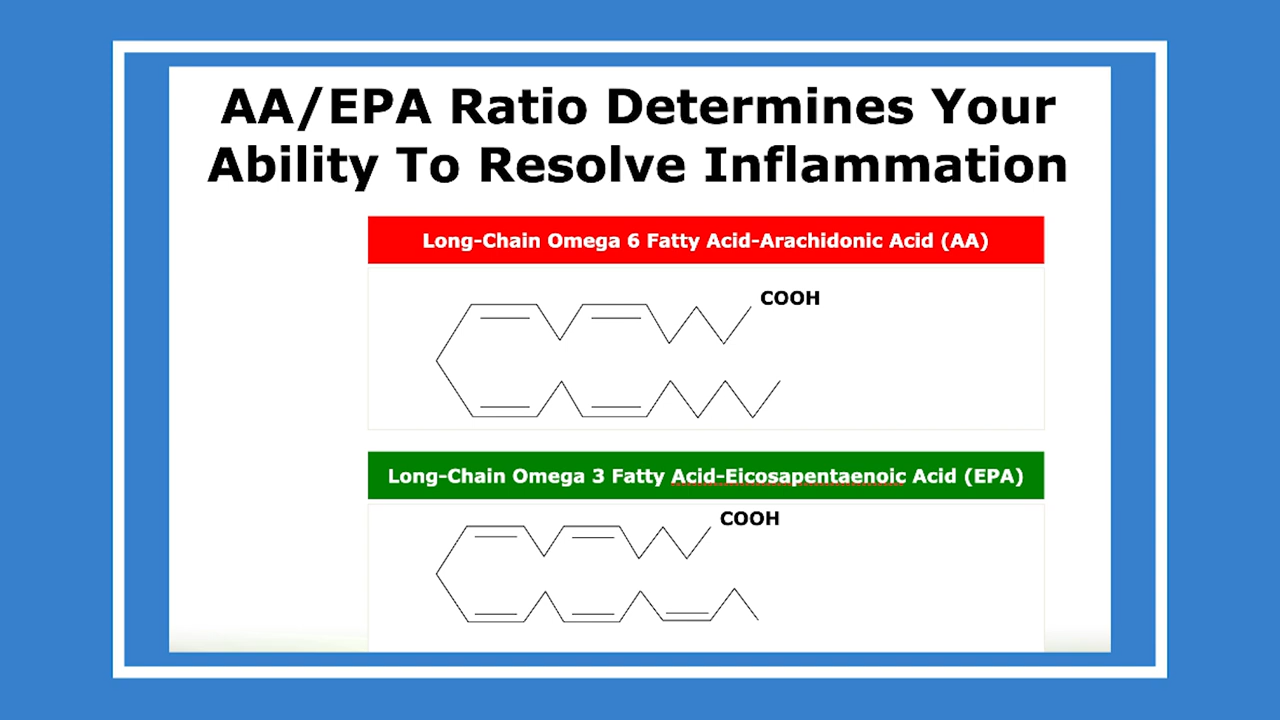 AA/EPA Ratio Determines Your
Ability To Resolve Inflammation
Long-Chain Omega 6 Fatty Acid-Arachidonic Acid (AA)
COOH
Long-Chain Omega 3 Fatty Acid-Eicosapentaenoic Acid (EPA)
COOH